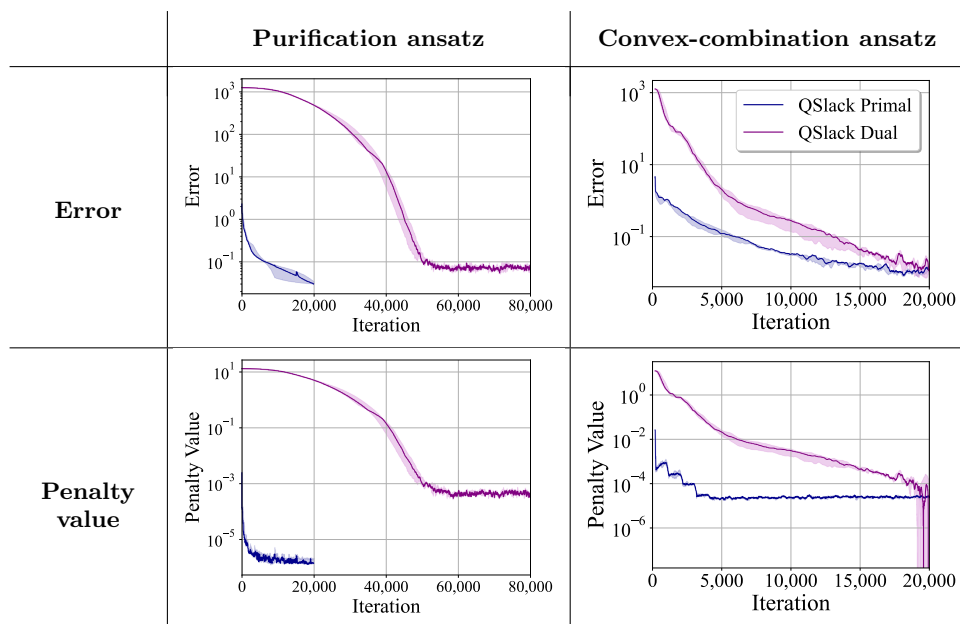 Purification ansatz
Convex-combination ansatz
Error
Error
10^3
10^2
10^1
10^0
10^-1
0 20,000 40,000 60,000 80,000
Iteration
Error
10^3
10^1
10^-1
0 5,000 10,000 15,000 20,000
Iteration
QSlack Primal
QSlack Dual
Penalty
value
Penalty Value
10^1
10^-1
10^-3
10^-5
0 20,000 40,000 60,000 80,000
Iteration
Penalty Value
10^0
10^-2
10^-4
10^-6
0 5,000 10,000 15,000 20,000
Iteration